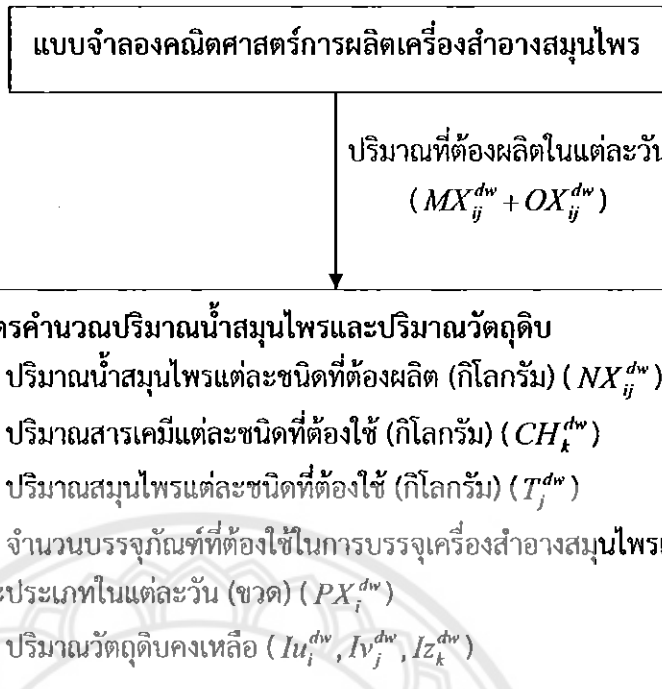 แบบจำลองคณิตศาสตร์การผลิตเครื่องสำอางสมุนไพร
ปริมาณที่ต้องผลิตในแต่ละวัน
( MX_{ij}^{dw} + OX_{ij}^{dw} )
คำนวณปริมาณน้ำสมุนไพรและปริมาณวัตถุดิบ
ปริมาณน้ำสมุนไพรแต่ละชนิดที่ต้องผลิต (กิโลกรัม) ( NX_{ij}^{dw} )
ปริมาณสารเคมีแต่ละชนิดที่ต้องใช้ (กิโลกรัม) ( CH_{k}^{dw} )
ปริมาณสมุนไพรแต่ละชนิดที่ต้องใช้ (กิโลกรัม) ( T_{j}^{dw} )
จำนวนบรรจุภัณฑ์ที่ต้องใช้ในการบรรจุเครื่องสำอางสมุนไพร
ประเภทในแต่ละวัน (ขวด) ( PX_{i}^{dw} )
ปริมาณวัตถุดิบคงเหลือ ( Iu_{i}^{dw} , Iv_{j}^{dw} , Iz_{k}^{dw} )